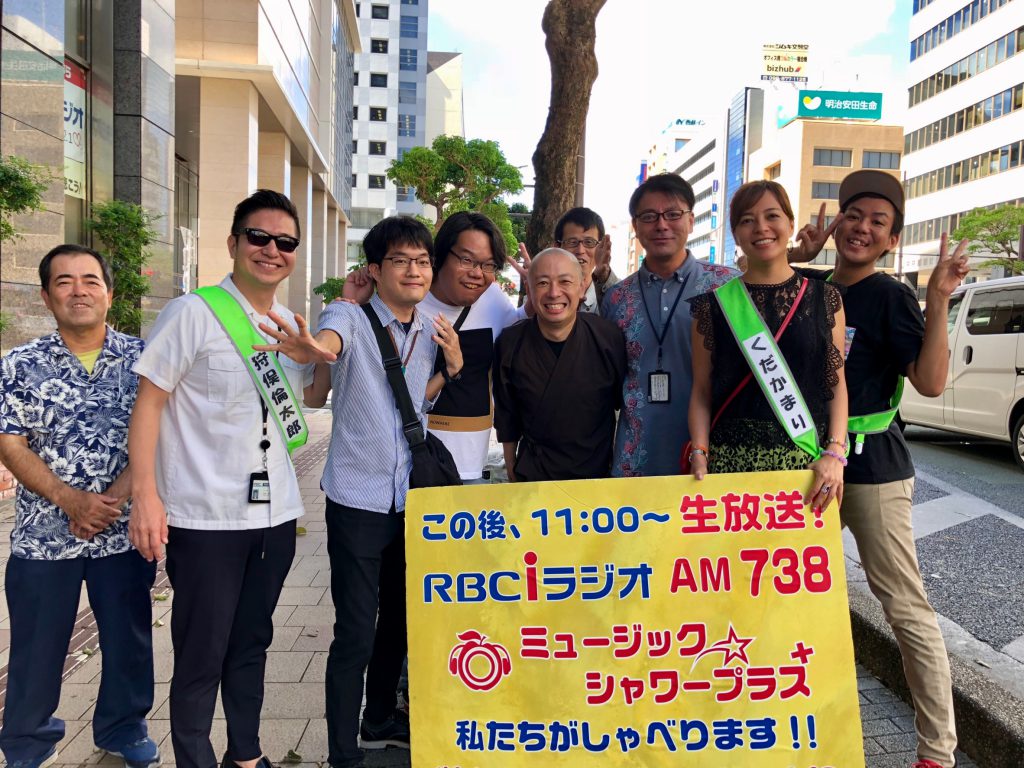 ジオ
狩俣倫太郎
くだかまり
bizhub
明治安田生命
この後、11:00〜 生放送!
RBCiラジオ AM 738
ミュージック
シャワープラス+
私たちがしゃべります!!